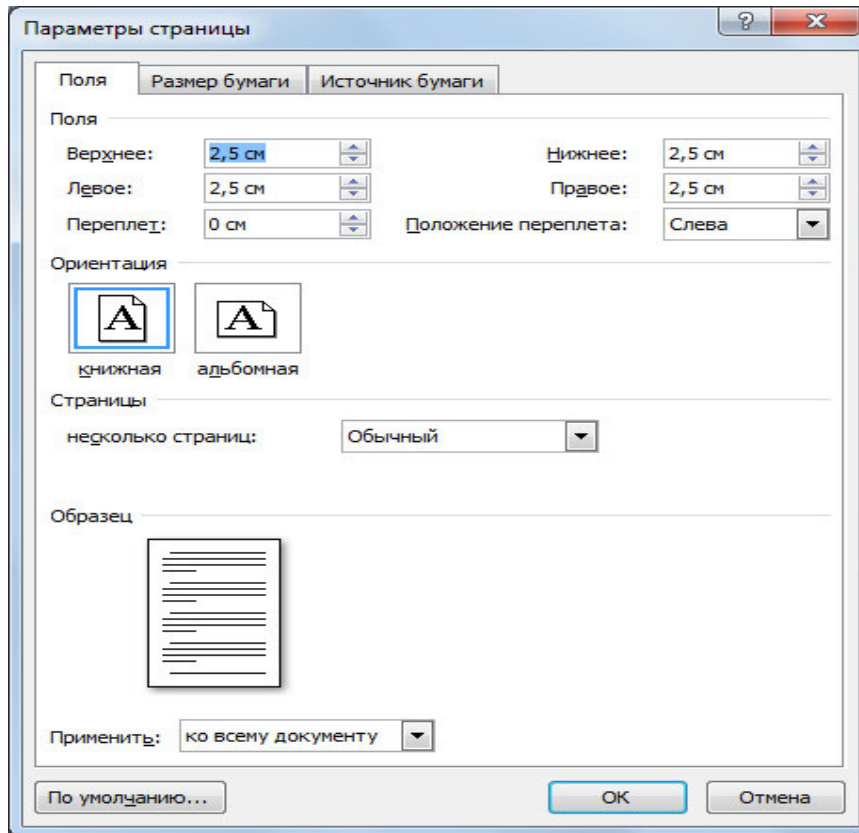 Параметры страницы
Поля Размер бумаги Источник бумаги
Поля
Верхнее: 2,5 см Нижнее: 2,5 см
Левое: 2,5 см Правое: 2,5 см
Переплет: 0 см Положение переплета: Слева
Ориентация
A A
книжная альбомная
Страницы
несколько страниц: Обычный
Образец
Применить: ко всему документу
По умолчанию... ОК Отмена